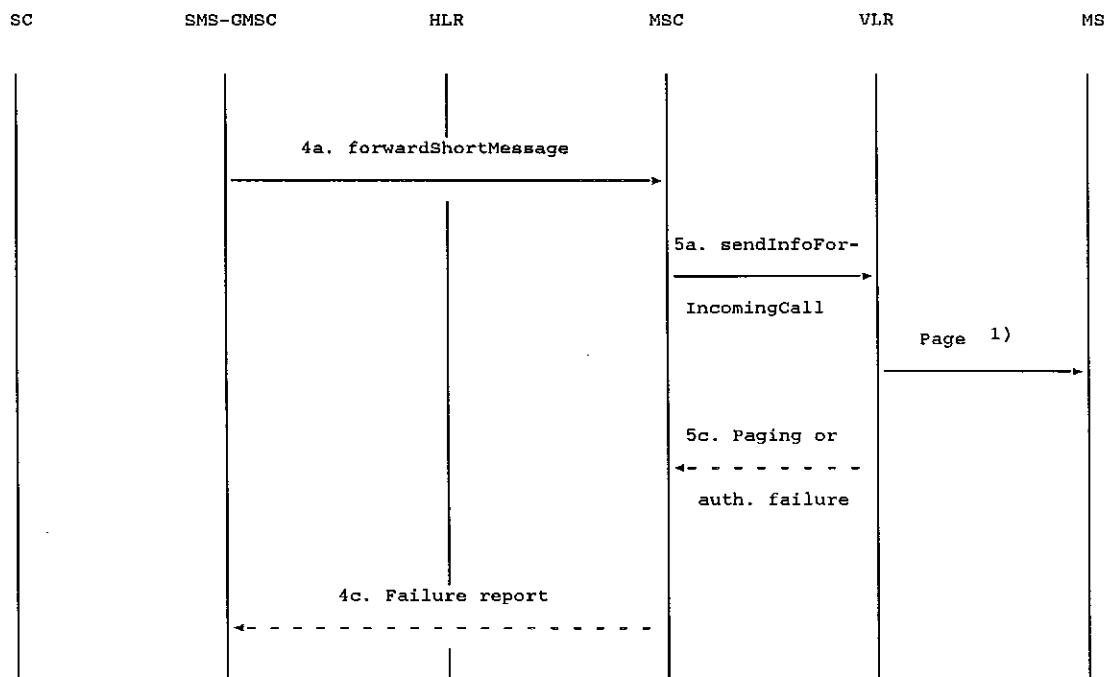 SC SMS-GMSC HLR MSC VLR MS
4a. forwardShortMessage
5a. sendInfoFor-
IncomingCall
Page 1)
5c. Paging or
auth. failure
4c. Failure report